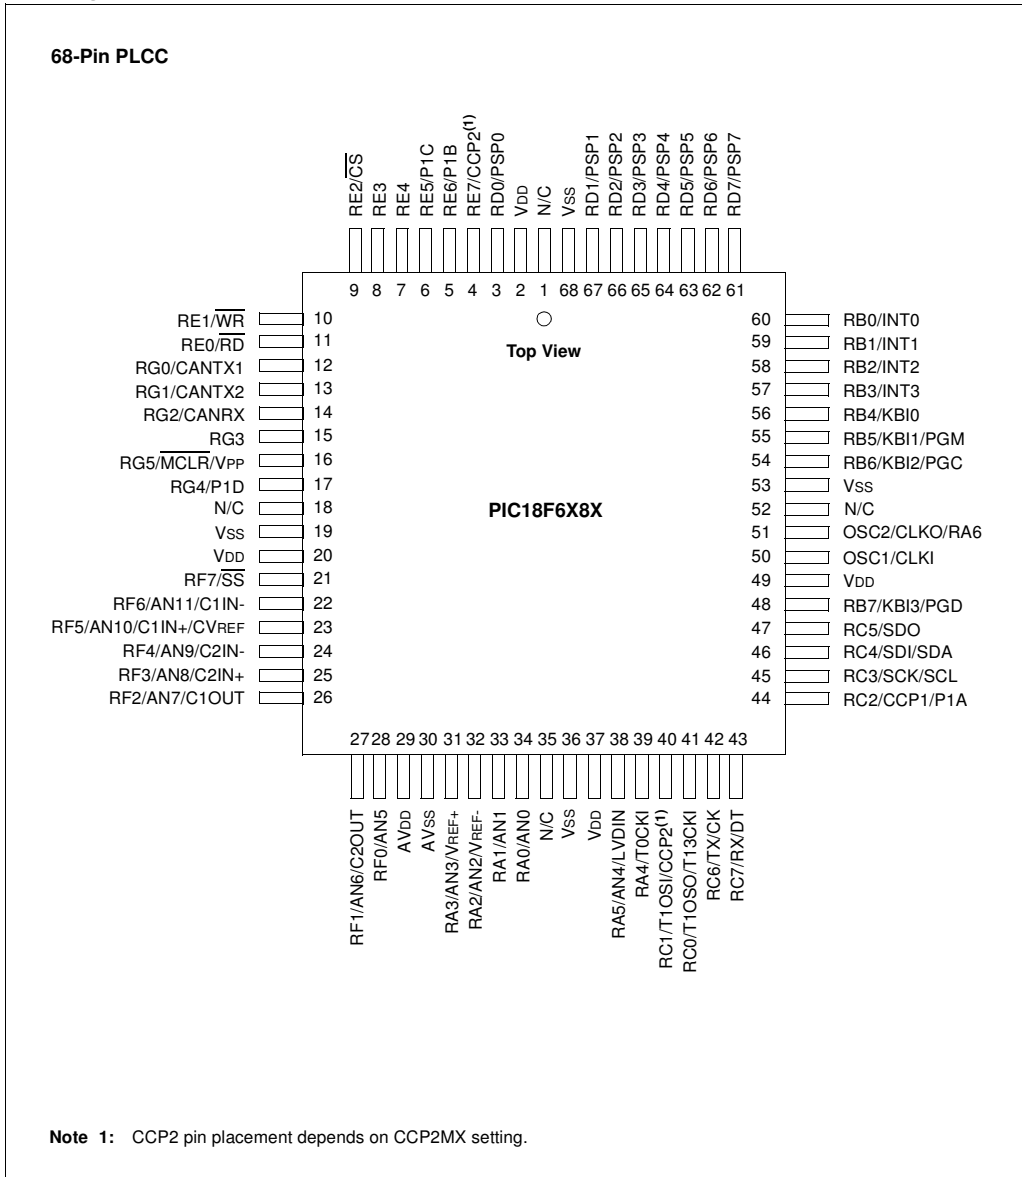 68-Pin PLCC
RE2/CS
RE3
RE4
RE5/P1C
RE6/P1B
RE7/CCP2(1)
RD0/PSP0
VDD
N/C
VSS
RD1/PSP1
RD2/PSP2
RD3/PSP3
RD4/PSP4
RD5/PSP5
RD6/PSP6
RD7/PSP7
9 8 7 6 5 4 3 2 1 68 67 66 65 64 63 62 61
RE1/WR 10
RE0/RD 11
RG0/CANTX1 12
RG1/CANTX2 13
RG2/CANRX 14
RG3 15
RG5/MCLR/VPP 16
RG4/P1D 17
N/C 18
VSS 19
VDD 20
RF7/SS 21
RF6/AN11/C1IN- 22
RF5/AN10/C1IN+/CVREF 23
RF4/AN9/C2IN- 24
RF3/AN8/C2IN+ 25
RF2/AN7/C1OUT 26
Top View
PIC18F6X8X
60 RB0/INT0
59 RB1/INT1
58 RB2/INT2
57 RB3/INT3
56 RB4/KBI0
55 RB5/KBI1/PGM
54 RB6/KBI2/PGC
53 VSS
52 N/C
51 OSC2/CLKO/RA6
50 OSC1/CLKI
49 VDD
48 RB7/KBI3/PGD
47 RC5/SDO
46 RC4/SDI/SDA
45 RC3/SCK/SCL
44 RC2/CCP1/P1A
27 28 29 30 31 32 33 34 35 36 37 38 39 40 41 42 43
RF1/AN6/C2OUT
RF0/AN5
AVDD
AVSS
RA3/AN3/VREF+
RA2/AN2/VREF-
RA1/AN1
RA0/AN0
N/C
VSS
VDD
RA5/AN4/LVDIN
RA4/T0CKI
RC1/T1OSI/CCP2(1)
RC0/T1OSO/T13CKI
RC6/TX/CK
RC7/RX/DT
Note 1: CCP2 pin placement depends on CCP2MX setting.